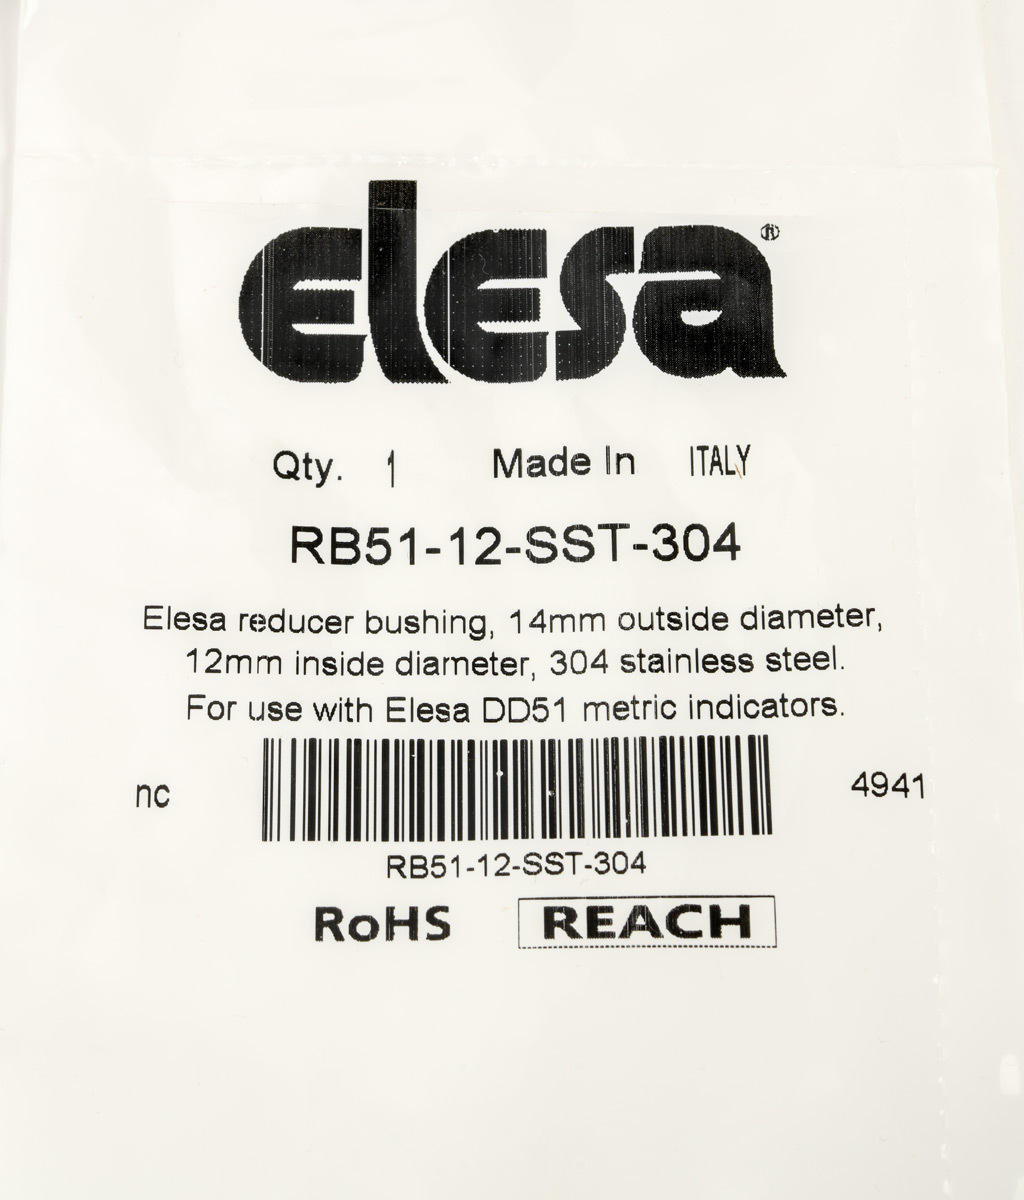 elesa®
Qty. 1 Made In ITALY
RB51-12-SST-304
Elesa reducer bushing, 14mm outside diameter,
12mm inside diameter, 304 stainless steel.
For use with Elesa DD51 metric indicators.
nc 4941
RB51-12-SST-304
RoHS REACH